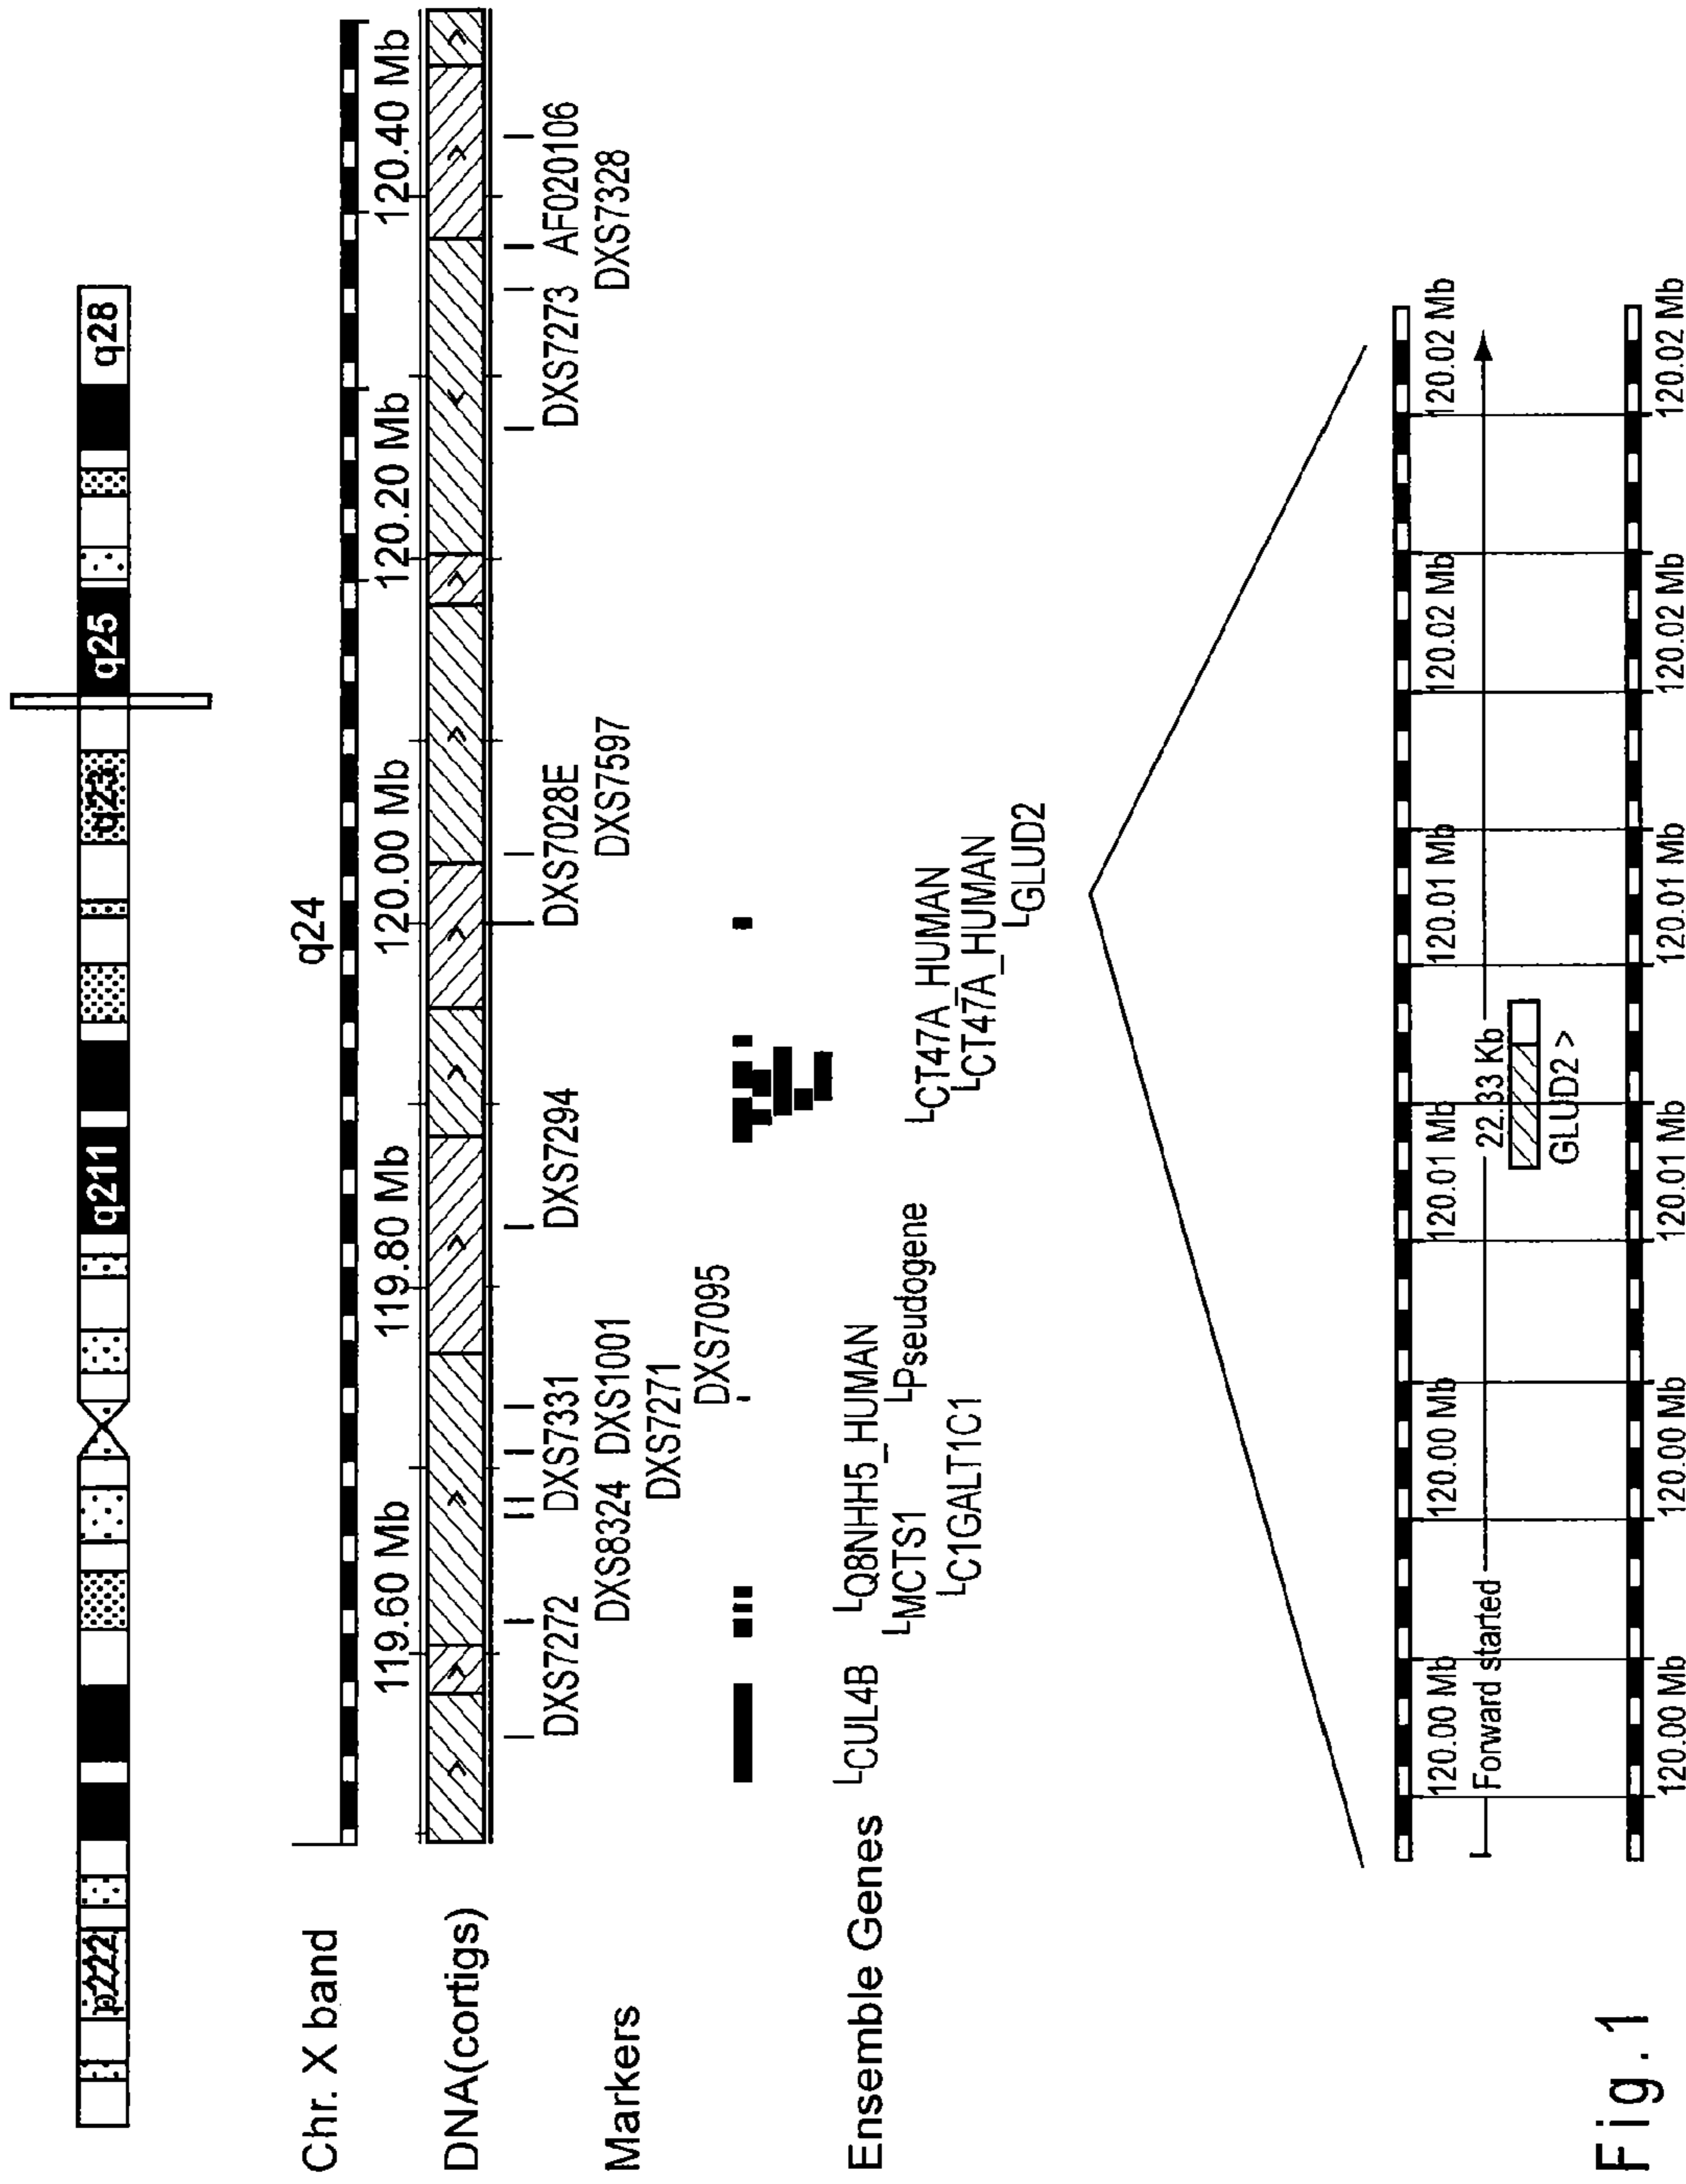 p222 q211 q23 q25 q28
Chr. X band
q24
119.60 Mb 119.80 Mb 120.00 Mb 120.20 Mb 120.40 Mb
DNA(cortigs)
Markers
DXS7272 DXS7331 DXS7294 DXS7028E DXS7273 AF020106
DXS8324 DXS1001 DXS7597 DXS7328
DXS7271
DXS7095
Ensemble Genes
CUL4B Q8NHH5_HUMAN
MCTS1 Pseudogene CT47A_HUMAN
C1GALT1C1 CT47A_HUMAN
GLUD2
120.00 Mb 120.00 Mb 120.01 Mb 120.01 Mb 120.02 Mb 120.02 Mb
Forward started 22.33 Kb
GLUD2 >
120.00 Mb 120.00 Mb 120.01 Mb 120.01 Mb 120.02 Mb 120.02 Mb
Fig.1